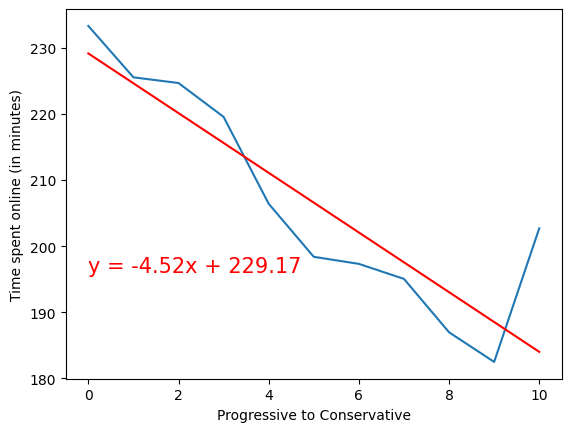 230
220
210
200
190
180
Time spent online (in minutes)
y = -4.52x + 229.17
0 2 4 6 8 10
Progressive to Conservative